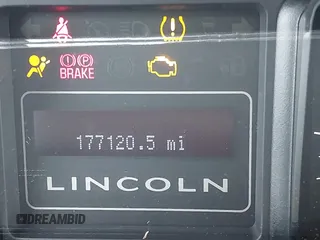 BRAKE
177120.5 mi
LINCOLN
DREAMBID